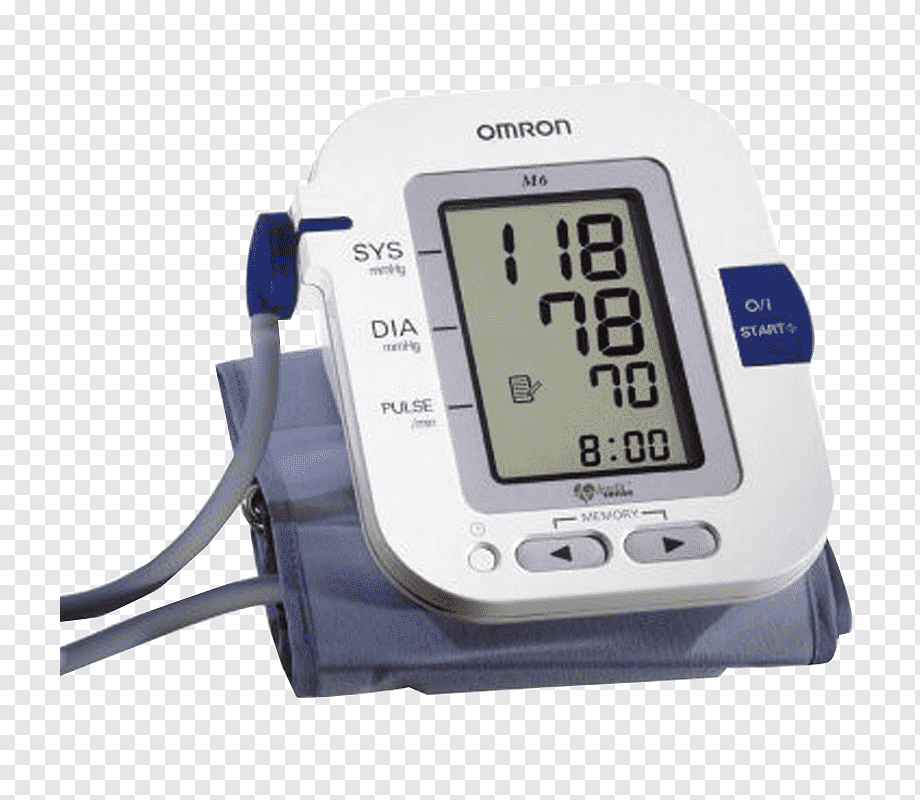 OMRON
M6
SYS
mmHg
118
DIA
mmHg
78
PULSE
/min
70
8:00
MEMORY
O/I
START